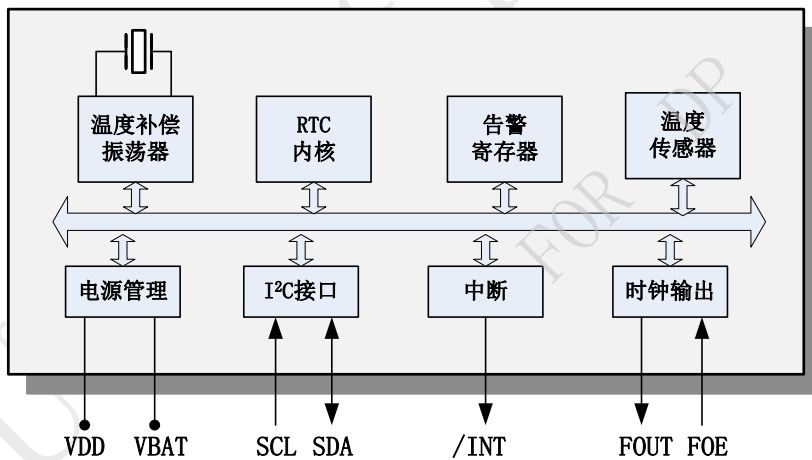 温度补偿
振荡器
RTC
内核
告警
寄存器
温度
传感器
电源管理
I²C接口
中断
时钟输出
VDD VBAT SCL SDA /INT FOUT FOE
FOR
DP